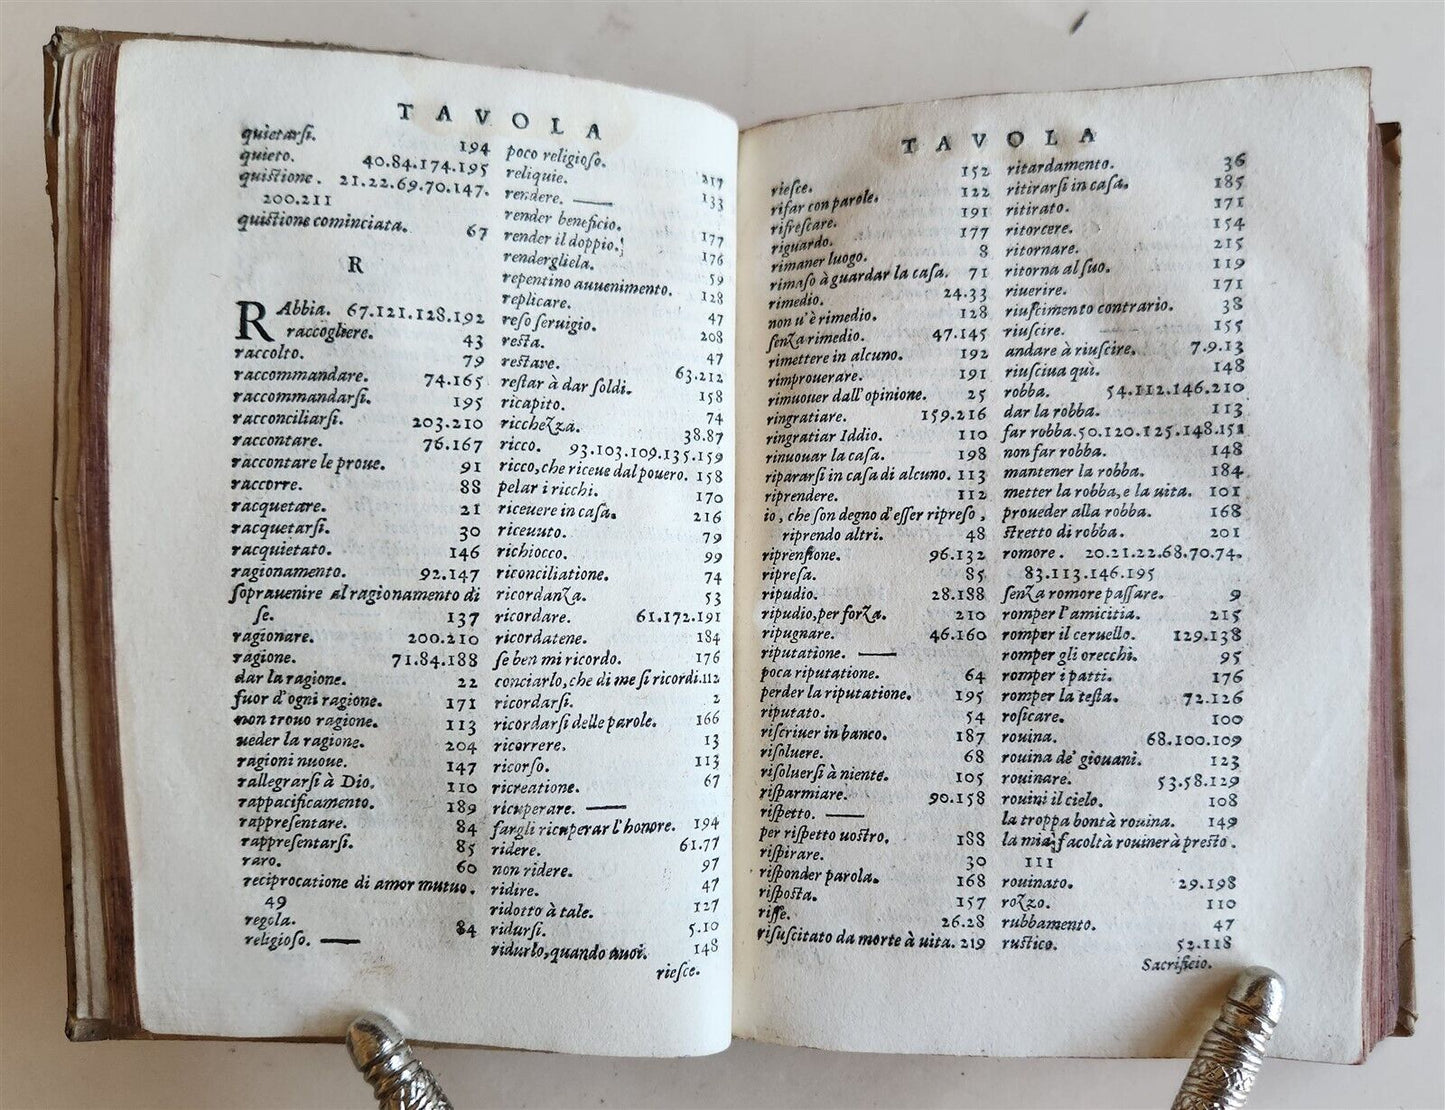 TAVOLA
quietarsi. 194
quieto. 40.84.174.195
quistione. 21.22.69.70.147.
200.211
quistione cominciata. 67
R
RAbbia. 67.121.128.192
raccogliere. 43
raccolto. 79
raccommandare. 74.165
raccommandarsi. 195
racconciliarsi. 203.210
raccontare. 76.167
raccontare le proue. 91
raccorre. 88
racquetare. 21
racquetarsi. 30
racquietato. 146
ragionamento. 92.147
soprauenire al ragionamento di
se. 137
ragionare. 200.210
ragione. 71.84.188
dar la ragione. 22
fuor d'ogni ragione. 171
non trouo ragione. 113
ueder la ragione. 204
ragioni nuoue. 147
rallegrarsi à Dio. 110
rappacificamento. 189
rappresentare. 84
rappresentarsi. 85
raro. 60
reciprocatione di amor mutuo.
49
regola. 84
religioso. —
poco religioso. 217
reliquie. 133
rendere. —
render beneficio. 177
render il doppio. 176
rendergliela. 59
repentino auuenimento. 128
replicare. 47
reso seruigio. 208
resta. 47
restare. 63.212
restar à dar soldi. 158
ricapito. 74
ricchezza. 38.87
ricco. 93.103.109.135.159
ricco, che riceue dal pouero. 158
pelar i ricchi. 170
riceuere in casa. 216
riceuuto. 79
richiocco. 99
riconciliatione. 74
ricordanza. 53
ricordare. 61.172.191
ricordatene. 184
se ben mi ricordo. 176
conciarlo, che di me si ricordi. 112
ricordarsi. 2
ricordarsi delle parole. 166
ricorrere. 13
ricorso. 113
ricreatione. 67
ricuperare. —
fargli ricuperar l'honore. 194
ridere. 61.77
non ridere. 97
ridire. 47
ridotto à tale. 127
ridursi. 5.10
ridurlo, quando auoi. 148
riesce.
TAVOLA
riesce. 152
rifar con parole. 122
rifrescare. 191
riguardo. 177
rimaner luogo. 8
rimaso à guardar la casa. 71
rimedio. 24.33
non u'è rimedio. 128
senza rimedio. 47.145
rimettere in alcuno. 192
rimprouerare. 191
rimuouer dall'opinione. 25
ringratiare. 159.216
ringratiar Iddio. 110
rinuouar la casa. 198
ripararsi in casa di alcuno. 113
riprendere. 112
io, che son degno d'esser ripreso,
riprendo altri. 48
riprensione. 96.132
ripresa. 85
ripudio. 28.188
ripudio, per forza. 210
ripugnare. 46.160
riputatione. —
poca riputatione. 64
perder la riputatione. 195
riputato. 54
riscriuer in banco. 187
risoluere. 68
risoluersi à niente. 105
risparmiare. 90.158
rispetto. —
per rispetto uostro. 188
rispirare. 30
risponder parola. 168
risposta. 157
risse. 26.28
risuscitato da morte à uita. 219
ritardamento. 36
ritirarsi in casa. 185
ritirato. 171
ritorcere. 154
ritornare. 215
ritorna al suo. 119
riuerire. 171
riuscimento contrario. 38
riuscire. 155
andare à riuscire. 7.9.13
riusciua quì. 148
robba. 54.112.146.210
dar la robba. 113
far robba. 50.120.125.148.151
non far robba. 148
mantener la robba. 184
metter la robba, e la uita. 101
proueder alla robba. 168
stretto di robba. 201
romore. 20.21.22.68.70.74.
83.113.146.195
senza romore passare. 9
romper l'amicitia. 215
romper il ceruello. 129.138
romper gli orecchi. 95
romper i patti. 176
romper la testa. 72.126
rosicare. 100
rouina. 68.100.109
rouina de' giouani. 123
rouinare. 53.58.129
rouini il cielo. 108
la troppa bontà rouina. 149
la mia facoltà rouinerà presto.
111
rouinato. 29.198
rozzo. 110
rubbamento. 47
rustico. 52.118
Sacrificio.